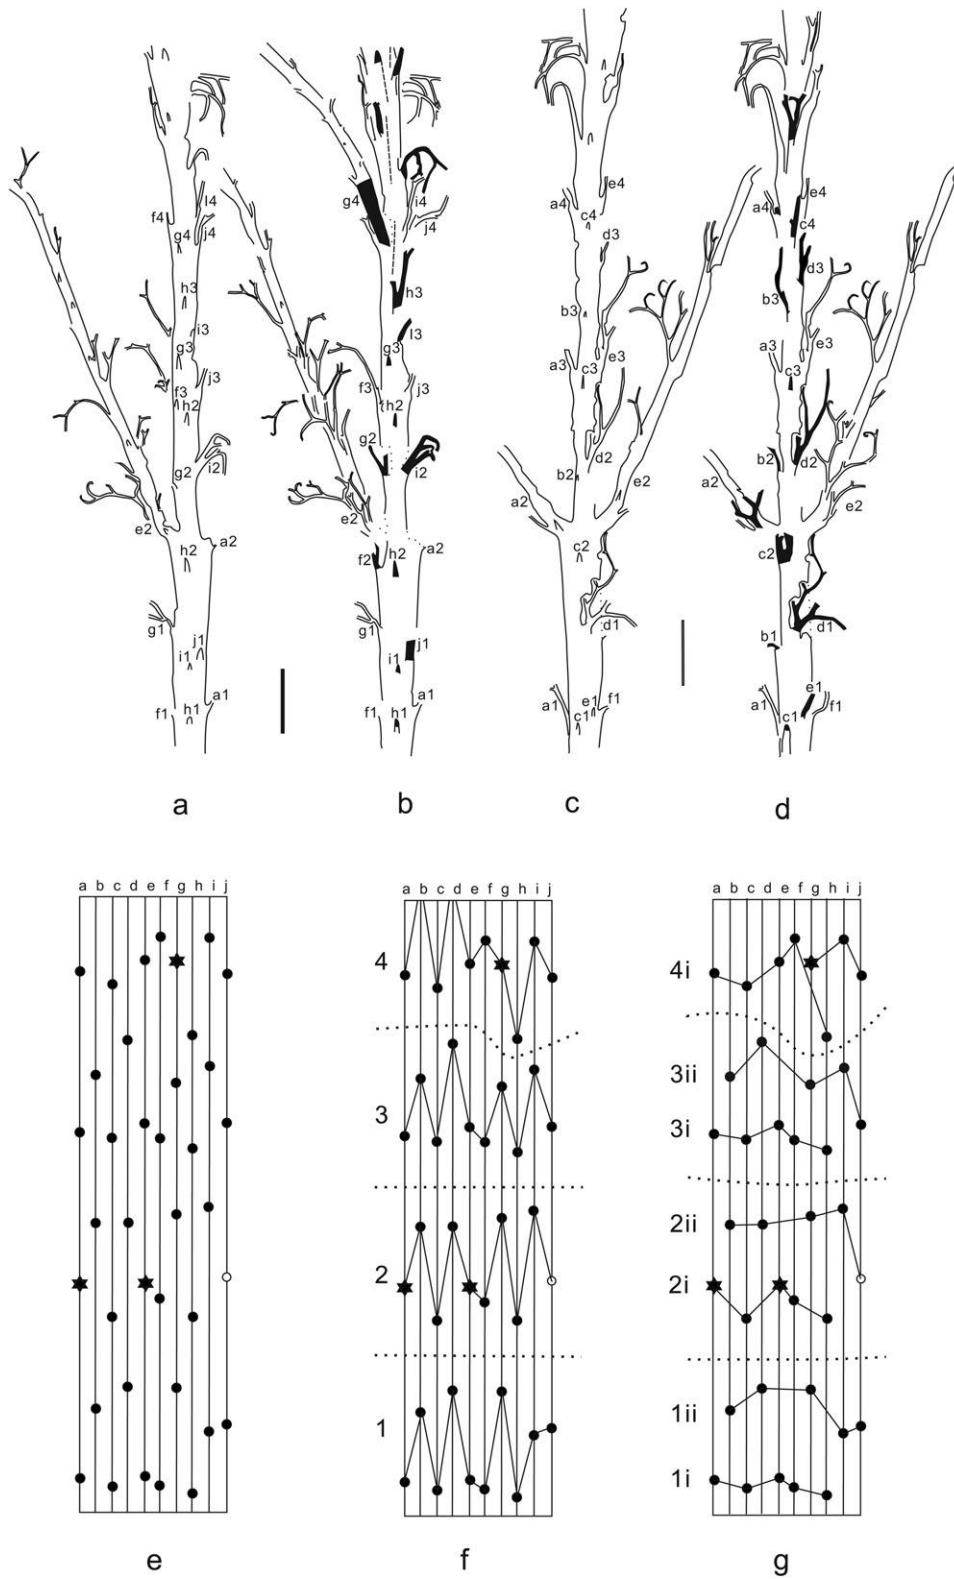 l4
f4
g4
j4
h3
i3
g3
j3
f3
h2
g2
i2
e2
a2
h2
g1
j1
i1
a1
f1
h1
g4
i4
j4
h3
l3
g3
f3
j3
h2
g2
i2
e2
a2
f2
h2
g1
j1
i1
a1
f1
h1
e4
a4
c4
d3
b3
e3
a3
c3
d2
b2
e2
a2
c2
d1
a1
e1
f1
c1
e4
a4
c4
d3
b3
a3
e3
c3
b2
d2
a2
e2
c2
b1
d1
e1
a1
f1
c1
a b c d
a b c d e f g h i j
a b c d e f g h i j
a b c d e f g h i j
4
3
2
1
4i
3ii
3i
2ii
2i
1ii
1i
e f g